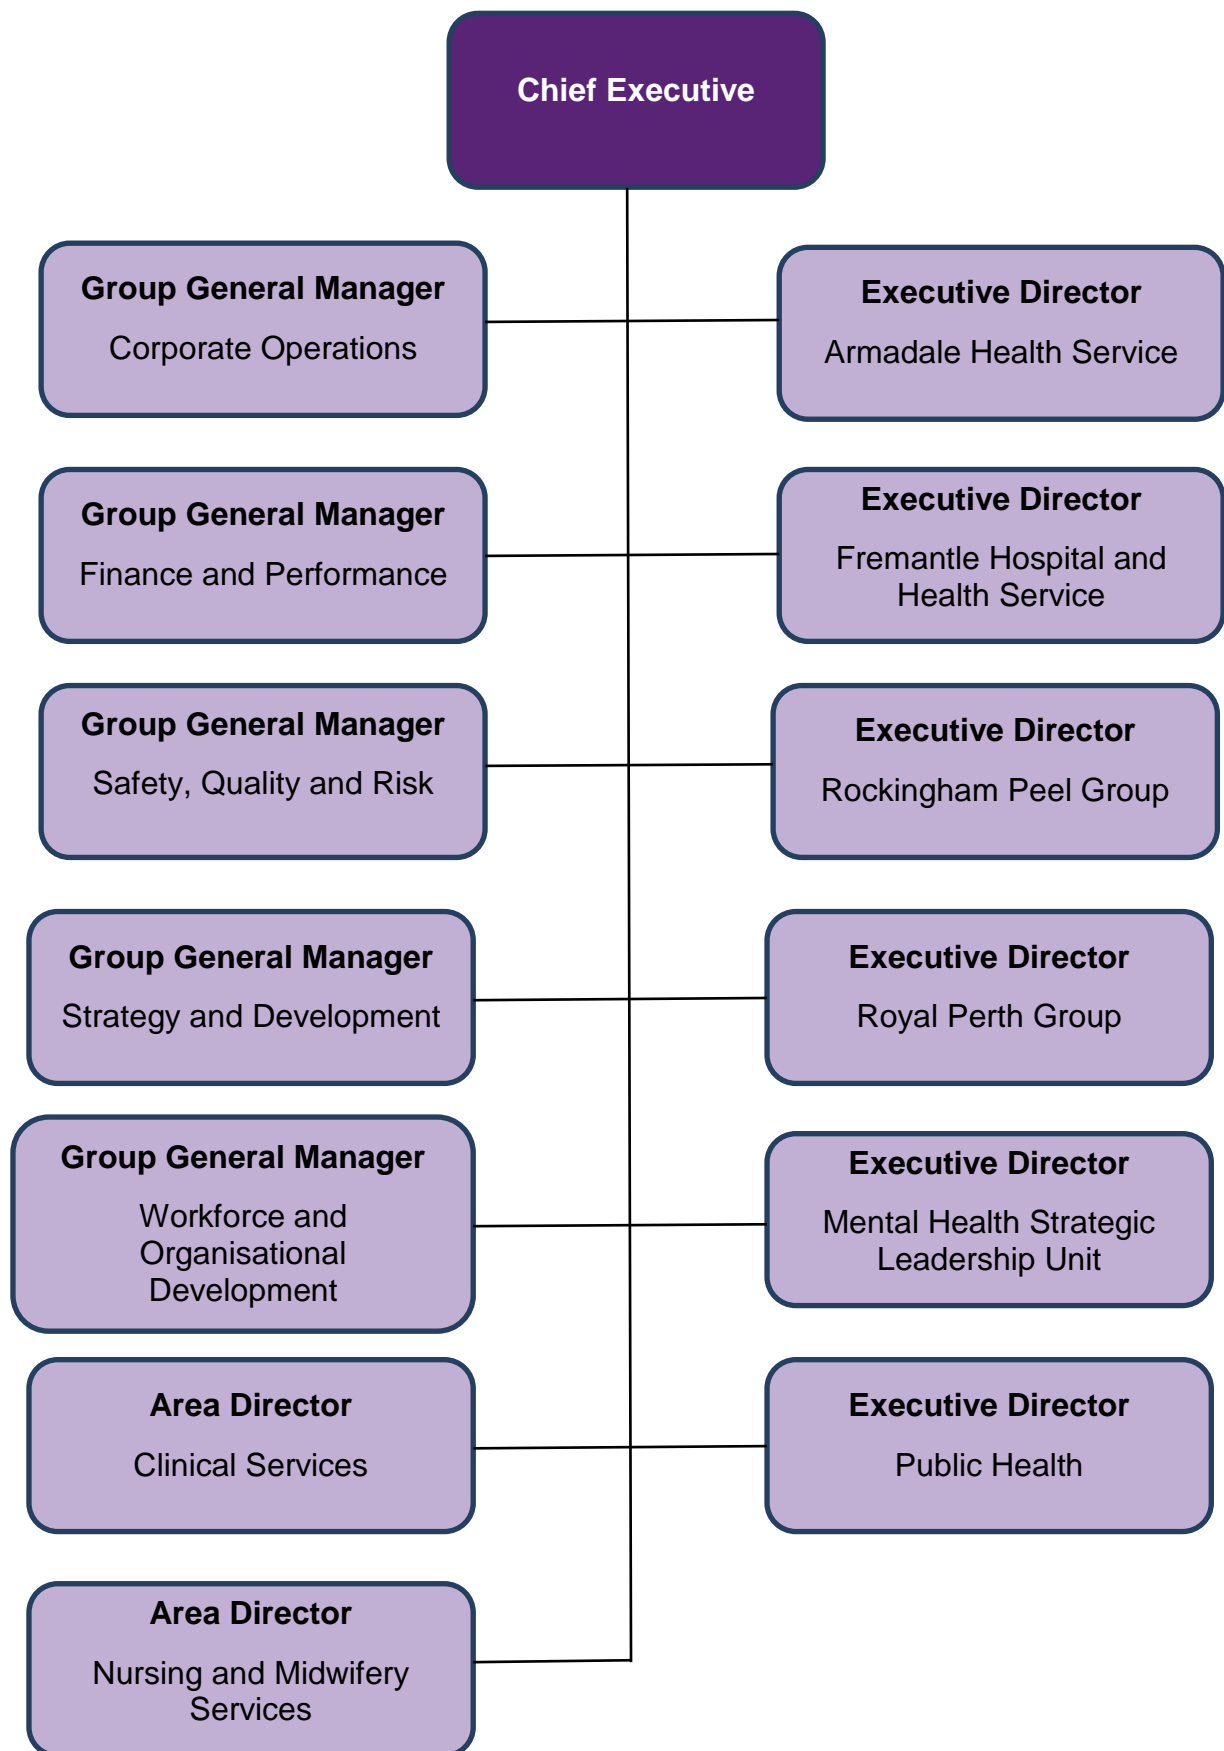 Chief Executive
Group General Manager
Corporate Operations
Executive Director
Armadale Health Service
Group General Manager
Finance and Performance
Executive Director
Fremantle Hospital and
Health Service
Group General Manager
Safety, Quality and Risk
Executive Director
Rockingham Peel Group
Group General Manager
Strategy and Development
Executive Director
Royal Perth Group
Group General Manager
Workforce and
Organisational
Development
Executive Director
Mental Health Strategic
Leadership Unit
Area Director
Clinical Services
Executive Director
Public Health
Area Director
Nursing and Midwifery
Services